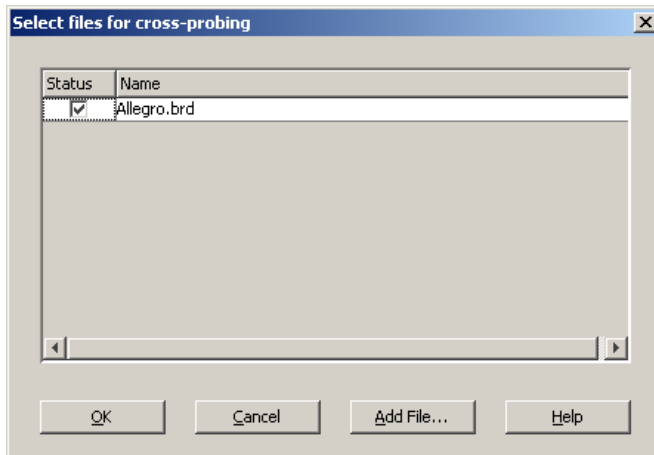 Select files for cross-probing
Status Name
Allegro.brd
OK Cancel Add File... Help